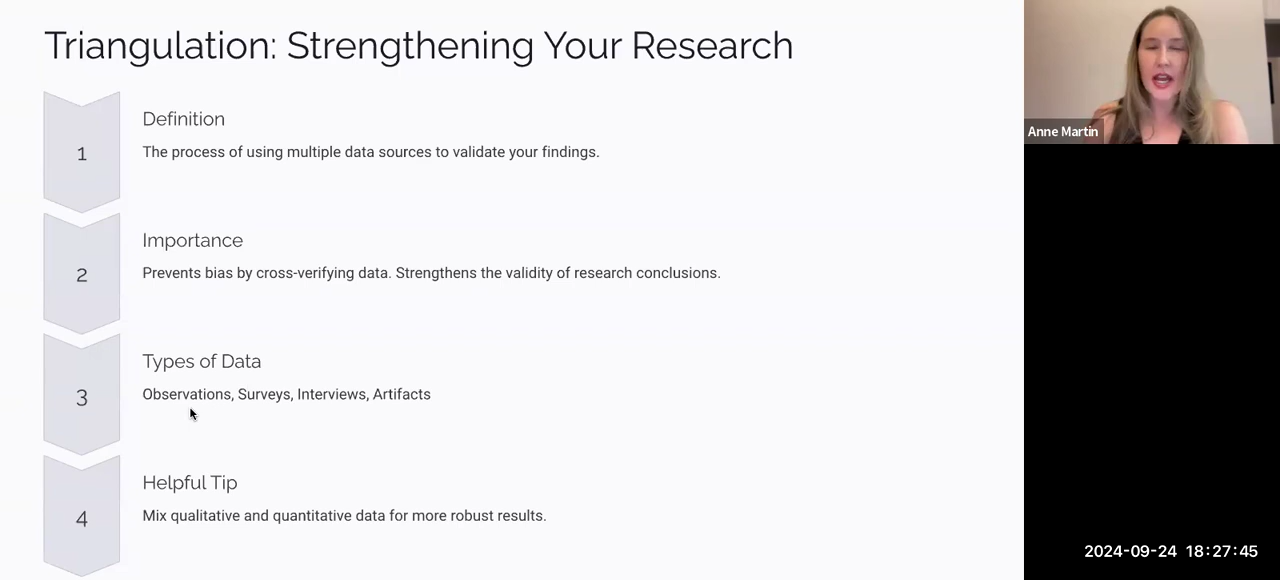 Triangulation: Strengthening Your Research
1
Definition
The process of using multiple data sources to validate your findings.
2
Importance
Prevents bias by cross-verifying data. Strengthens the validity of research conclusions.
3
Types of Data
Observations, Surveys, Interviews, Artifacts
4
Helpful Tip
Mix qualitative and quantitative data for more robust results.
Anne Martin
2024-09-24 18:27:45